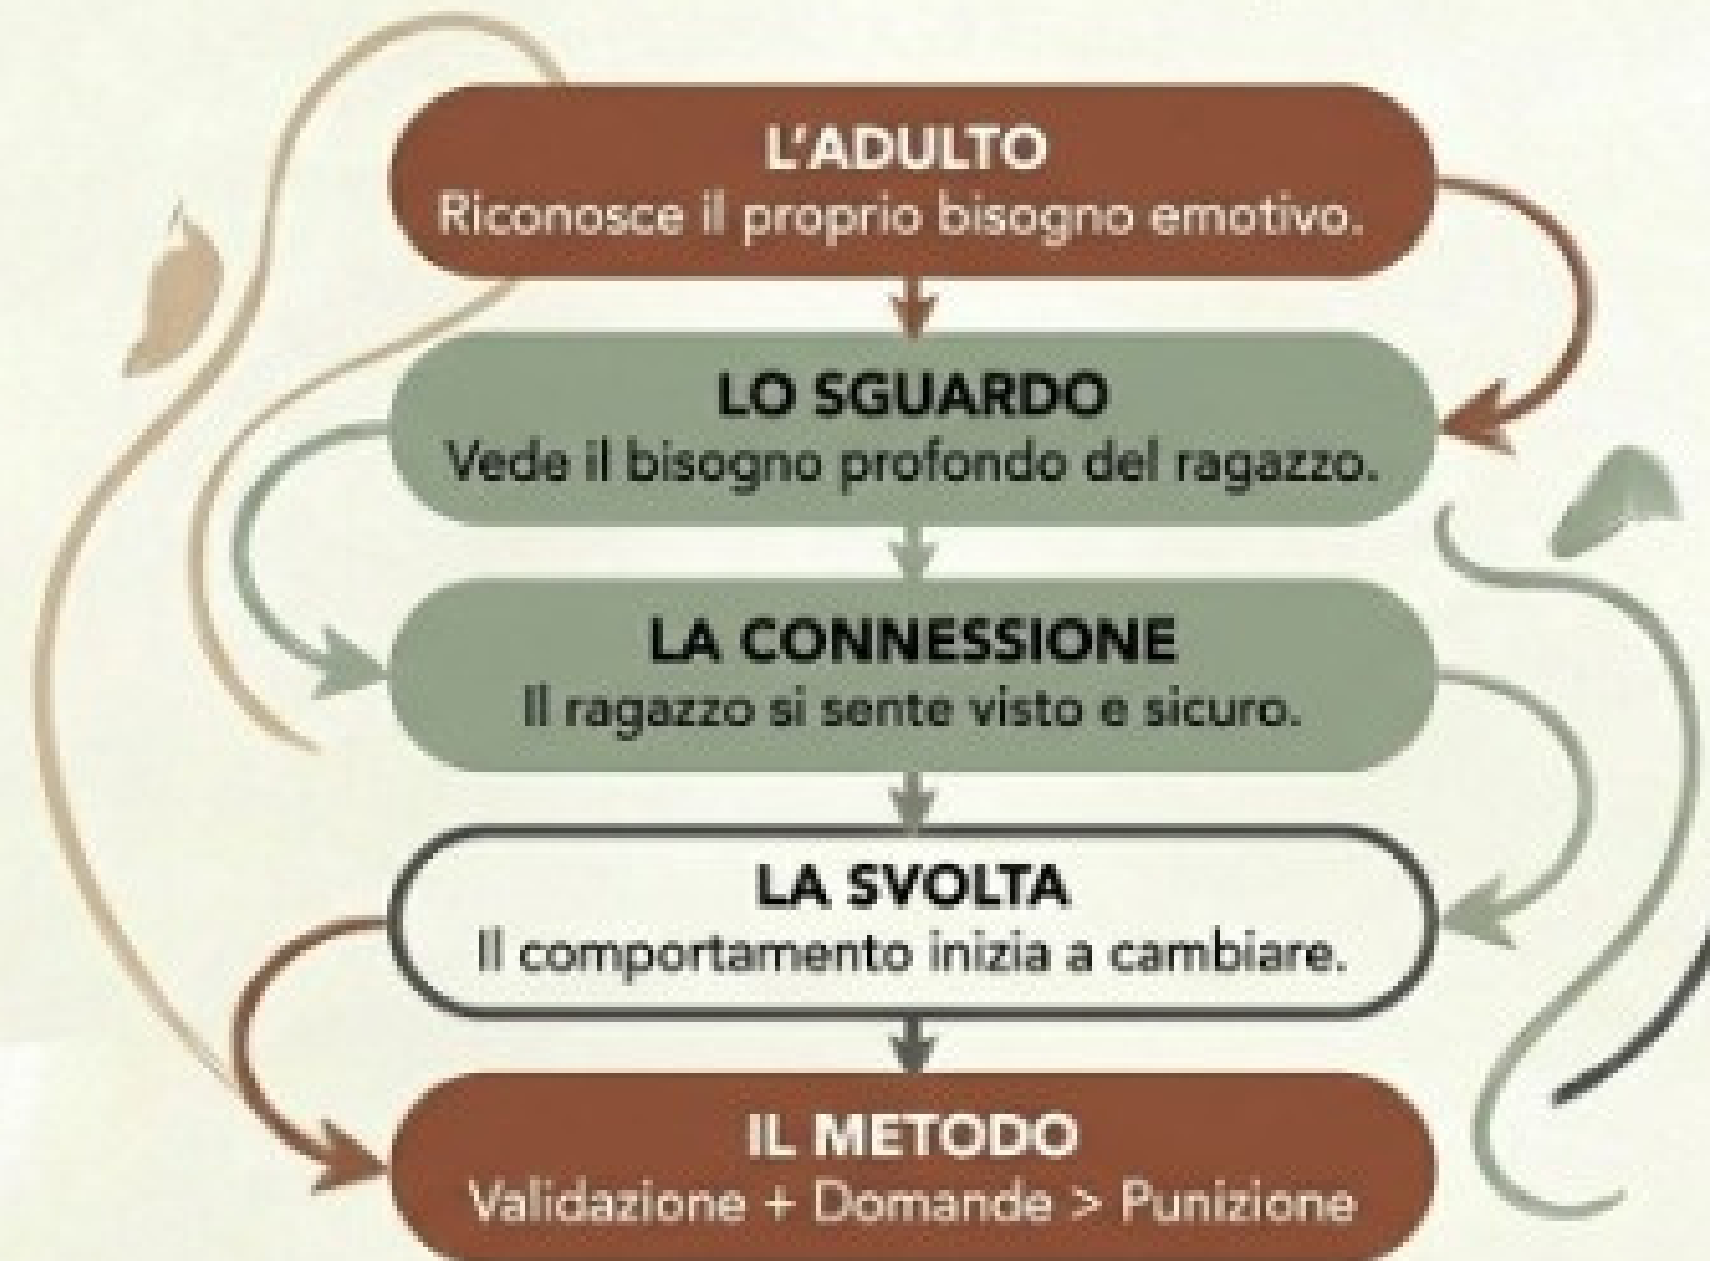 L'ADULTO
Riconosce il proprio bisogno emotivo.
LO SGUARDO
Vede il bisogno profondo del ragazzo.
LA CONNESSIONE
Il ragazzo si sente visto e sicuro.
LA SVOLTA
Il comportamento inizia a cambiare.
IL METODO
Validazione + Domande > Punizione